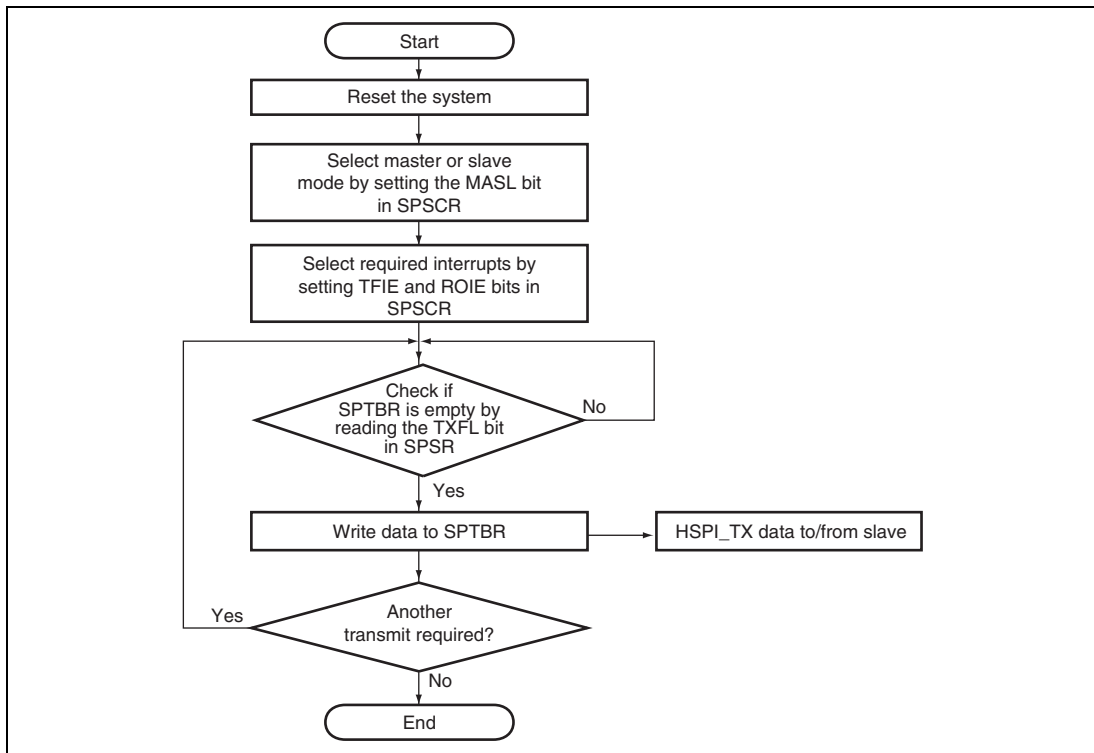 Start
Reset the system
Select master or slave
mode by setting the MASL bit
in SPSCR
Select required interrupts by
setting TFIE and ROIE bits in
SPSCR
Check if
SPTBR is empty by
reading the TXFL bit
in SPSR
No
Yes
Write data to SPTBR
HSPI_TX data to/from slave
Yes
Another
transmit required?
No
End